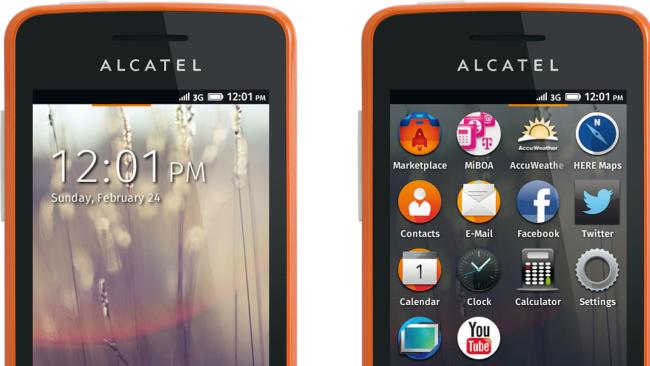 ALCATEL
3G 12:01 PM
12:01 PM
Sunday, February 24
ALCATEL
3G 12:01 PM
Marketplace MiBOA AccuWeathe HERE Maps
A T AccuWeather N
Contacts E-Mail Facebook Twitter
f
1
Calendar Clock Calculator Settings
You
Tube